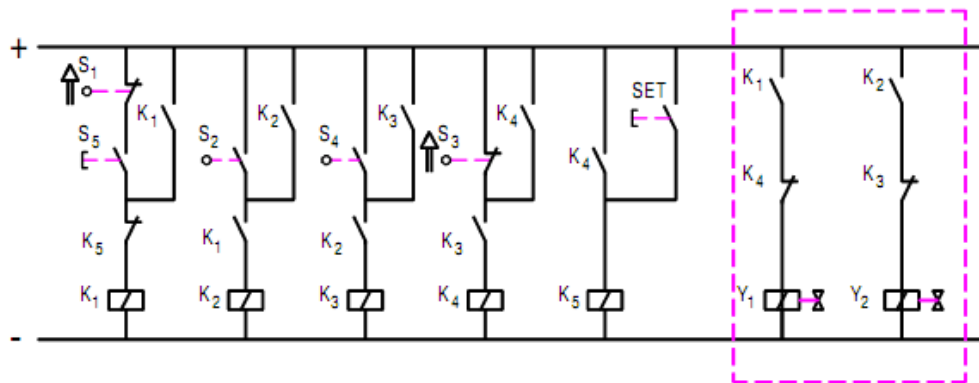 +
S₁
K₁
K₂
K₃
K₄
SET
K₁
K₂
S₅
S₂
S₄
S₃
K₄
K₄
K₃
K₅
K₁
K₂
K₃
K₁
K₂
K₃
K₄
K₅
Y₁
Y₂
-